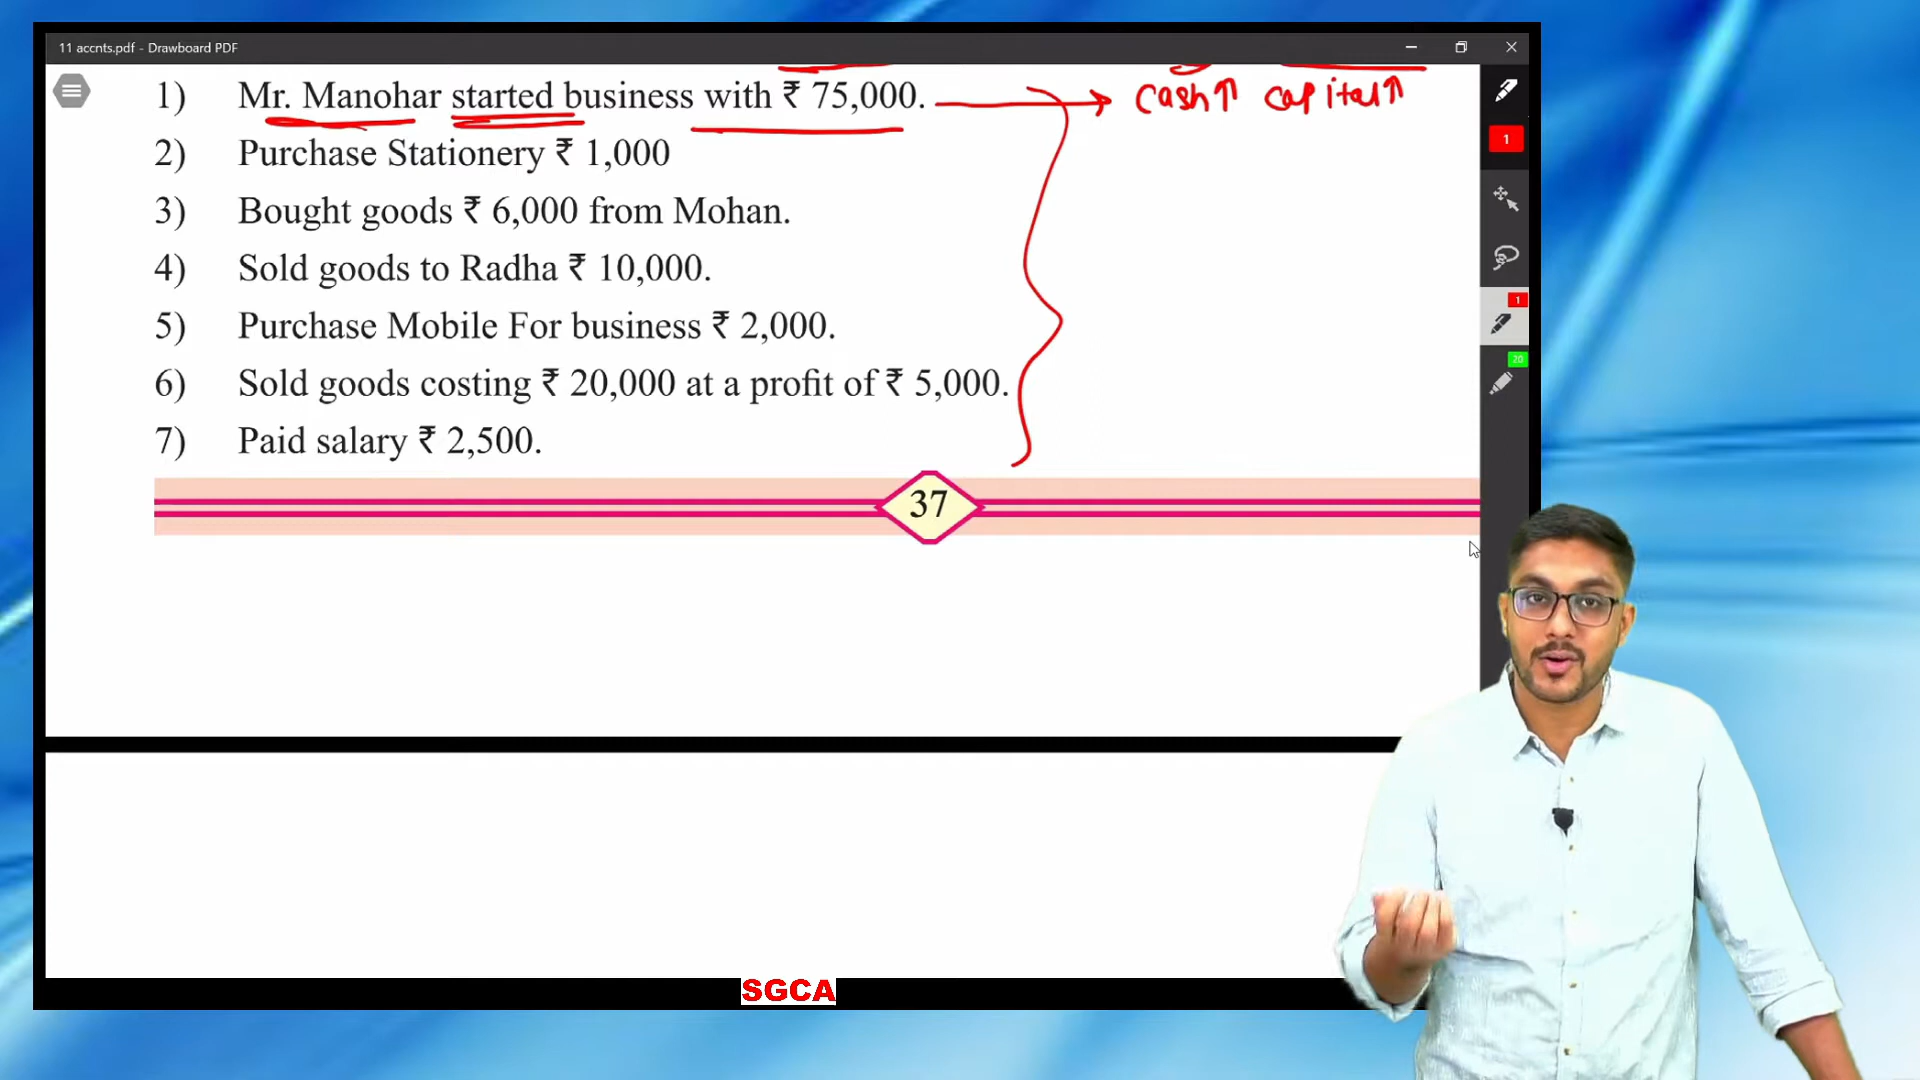 11 accnts.pdf - Drawboard PDF
1) Mr. Manohar started business with ₹ 75,000. cash↑ capital↑
1
2) Purchase Stationery ₹ 1,000
3) Bought goods ₹ 6,000 from Mohan.
4) Sold goods to Radha ₹ 10,000.
1
5) Purchase Mobile For business ₹ 2,000.
20
6) Sold goods costing ₹ 20,000 at a profit of ₹ 5,000.
7) Paid salary ₹ 2,500.
37
SGCA